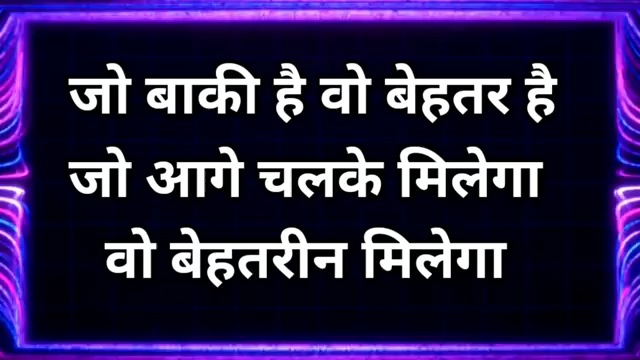 जो बाकी है वो बेहतर है
जो आगे चलके मिलेगा
वो बेहतरीन मिलेगा